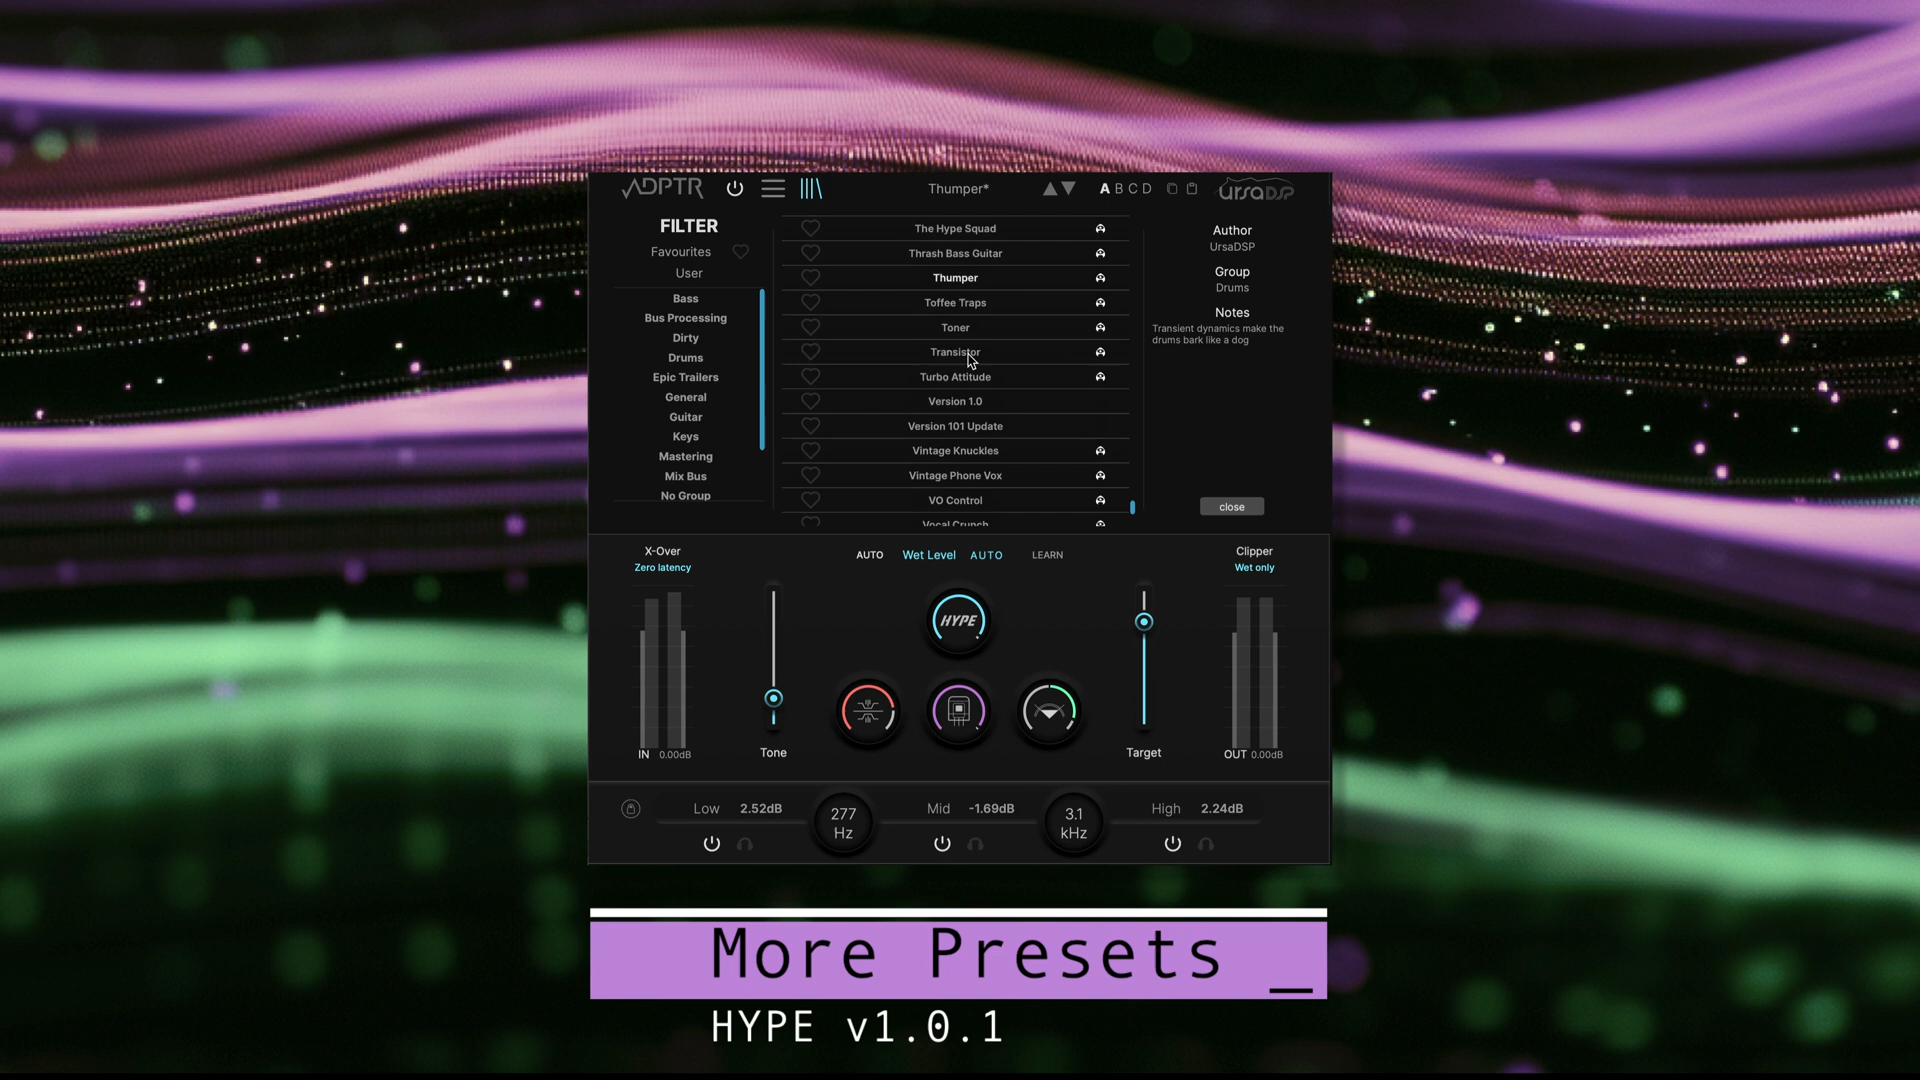 ADPTR
Thumper*
A B C D
ursaDSP
FILTER
Favourites
User
Bass
Bus Processing
Dirty
Drums
Epic Trailers
General
Guitar
Keys
Mastering
Mix Bus
No Group
The Hype Squad
Thrash Bass Guitar
Thumper
Toffee Traps
Toner
Transistor
Turbo Attitude
Version 1.0
Version 101 Update
Vintage Knuckles
Vintage Phone Vox
VO Control
Vocal Crunch
Author
UrsaDSP
Group
Drums
Notes
Transient dynamics make the
drums bark like a dog
close
X-Over
Zero latency
AUTO Wet Level AUTO LEARN
Clipper
Wet only
HYPE
IN 0.00dB
Tone
Target
OUT 0.00dB
Low 2.52dB
277
Hz
Mid -1.69dB
3.1
kHz
High 2.24dB
More Presets _
HYPE v1.0.1